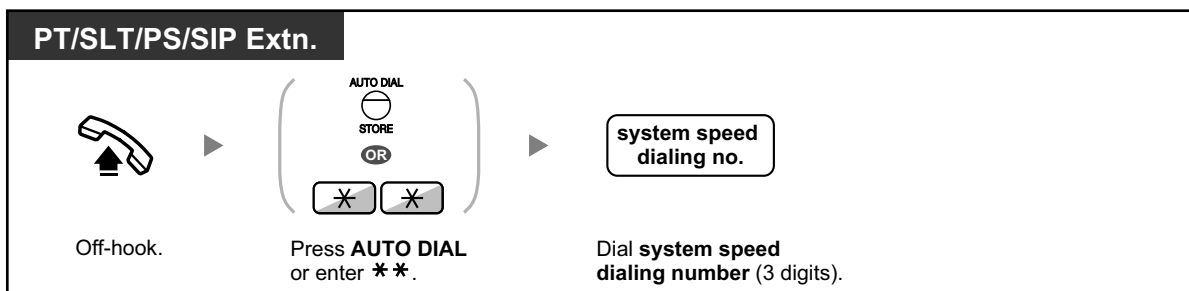 PT/SLT/PS/SIP Extn.
AUTO DIAL
STORE
OR
system speed
dialing no.
Off-hook.
Press AUTO DIAL
or enter ＊＊.
Dial system speed
dialing number (3 digits).